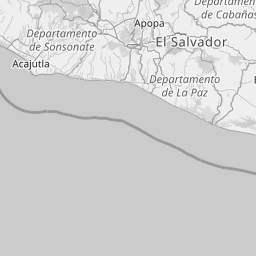 Departamento
de Cabañas
Apopa
Departamento
de Sonsonate
El Salvador
Acajutla
Departamento
de La Paz